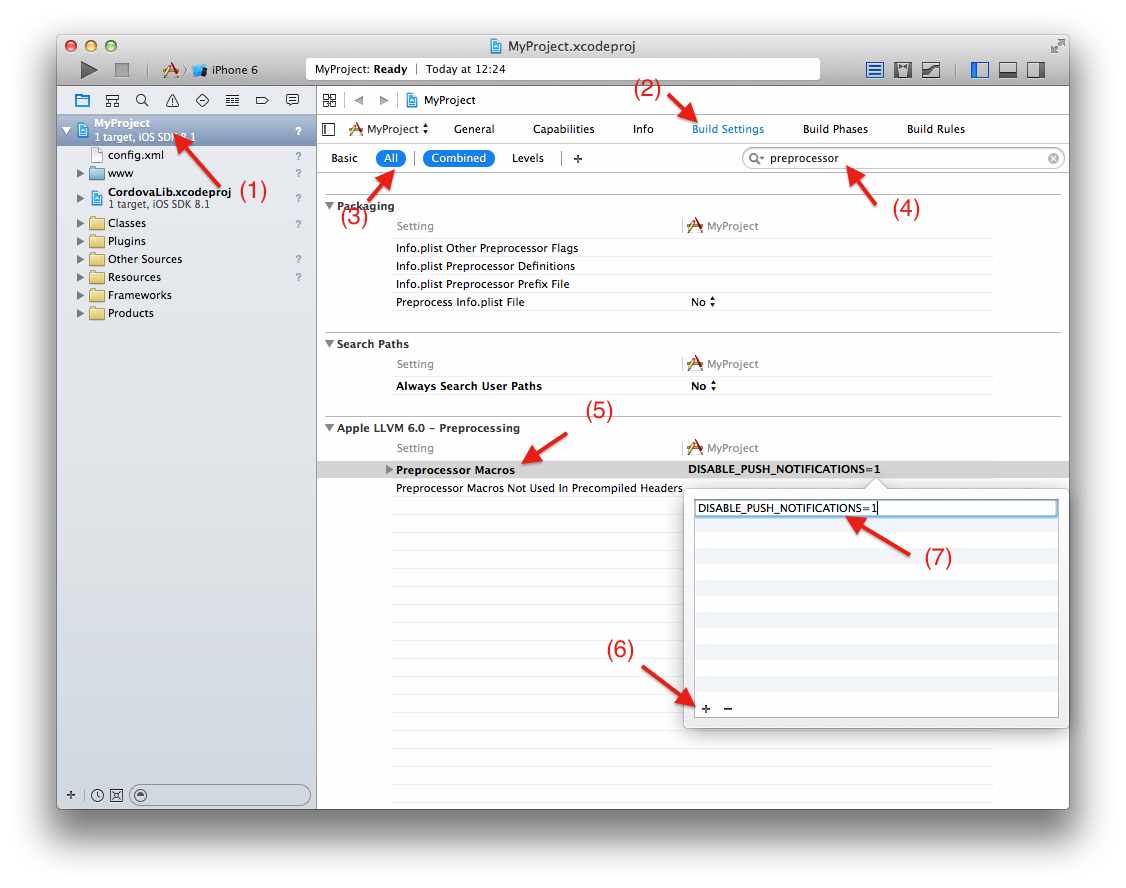 MyProject.xcodeproj
iPhone 6
MyProject: Ready | Today at 12:24
MyProject
(2)
MyProject
1 target, iOS SDK 8.1
?
MyProject
General
Capabilities
Info
Build Settings
Build Phases
Build Rules
config.xml
?
Basic
All
Combined
Levels
+
preprocessor
www
?
(1)
CordovaLib.xcodeproj
1 target, iOS SDK 8.1
?
Classes
?
Plugins
Other Sources
?
Resources
?
Frameworks
Products
(3)
(4)
Packaging
Setting
MyProject
Info.plist Other Preprocessor Flags
Info.plist Preprocessor Definitions
Info.plist Preprocessor Prefix File
Preprocess Info.plist File
No
Search Paths
Setting
MyProject
Always Search User Paths
No
(5)
Apple LLVM 6.0 – Preprocessing
Setting
MyProject
Preprocessor Macros
DISABLE_PUSH_NOTIFICATIONS=1
Preprocessor Macros Not Used In Precompiled Headers
DISABLE_PUSH_NOTIFICATIONS=1
(7)
(6)
+ −
+